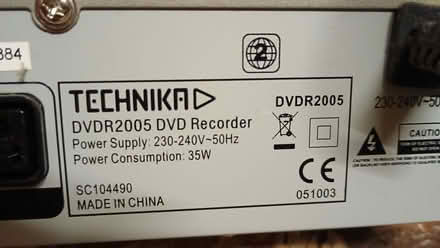 884
2
TECHNIKA
DVDR2005
DVDR2005 DVD Recorder
Power Supply: 230-240V~50Hz
Power Consumption: 35W
SC104490
MADE IN CHINA
CE
051003
230-240V~50
CAUTION